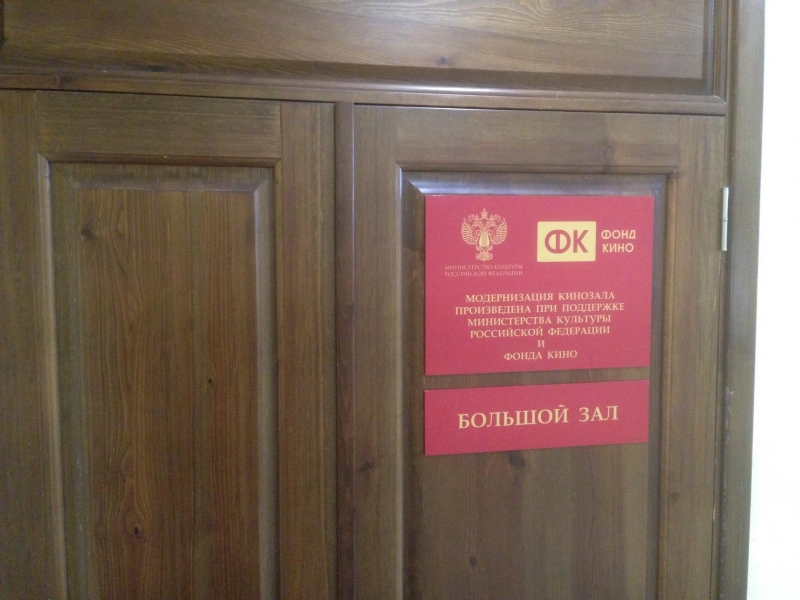 МИНИСТЕРСТВО КУЛЬТУРЫ
РОССИЙСКОЙ ФЕДЕРАЦИИ
ФК ФОНД
КИНО
МОДЕРНИЗАЦИЯ КИНОЗАЛА
ПРОИЗВЕДЕНА ПРИ ПОДДЕРЖКЕ
МИНИСТЕРСТВА КУЛЬТУРЫ
РОССИЙСКОЙ ФЕДЕРАЦИИ
И
ФОНДА КИНО
БОЛЬШОЙ ЗАЛ